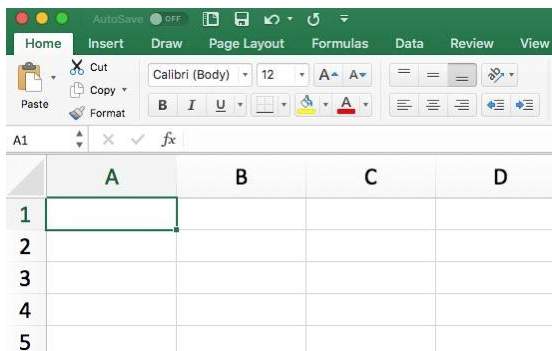 AutoSave OFF
Home Insert Draw Page Layout Formulas Data Review View
Cut
Copy
Paste
Format
Calibri (Body) 12 A A
B I U A
A1 fx
A B C D
1
2
3
4
5